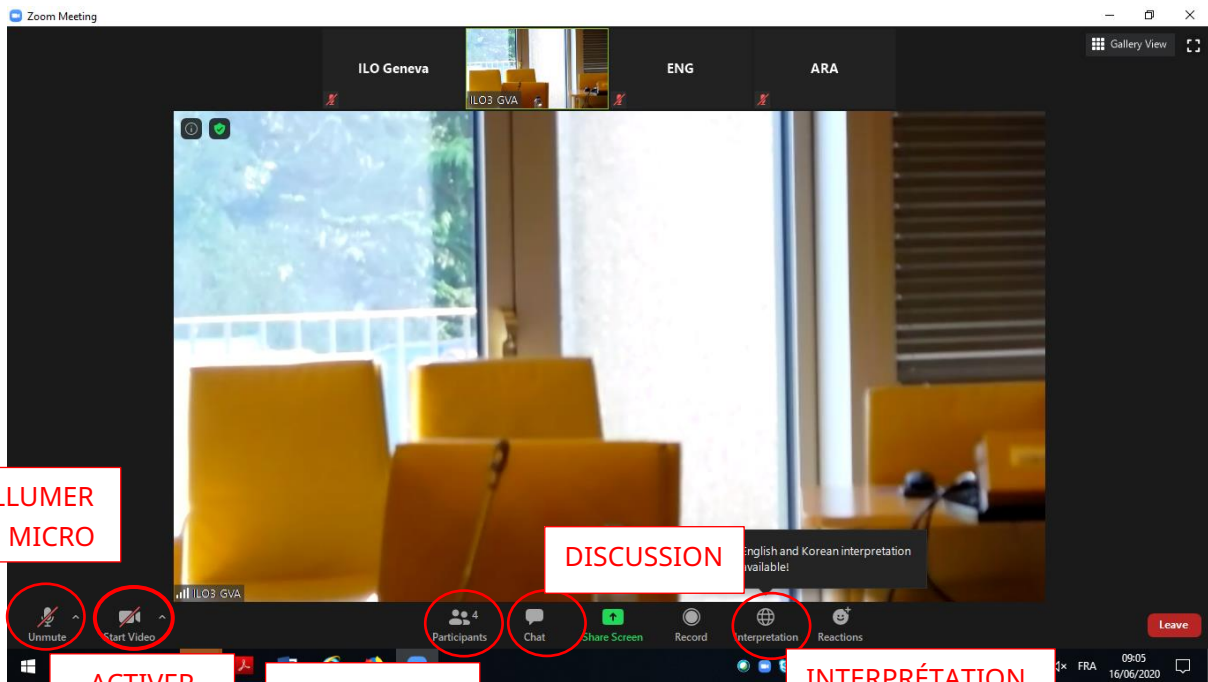 Zoom Meeting
Gallery View
ILO Geneva
ENG
ARA
ILO3 GVA
LLUMER
MICRO
DISCUSSION
English and Korean interpretation
available!
ILO3 GVA
Unmute
Start Video
4
Participants
Chat
Share Screen
Record
Interpretation
Reactions
Leave
ACTIVER
INTERPRÉTATION
FRA
09:05
16/06/2020